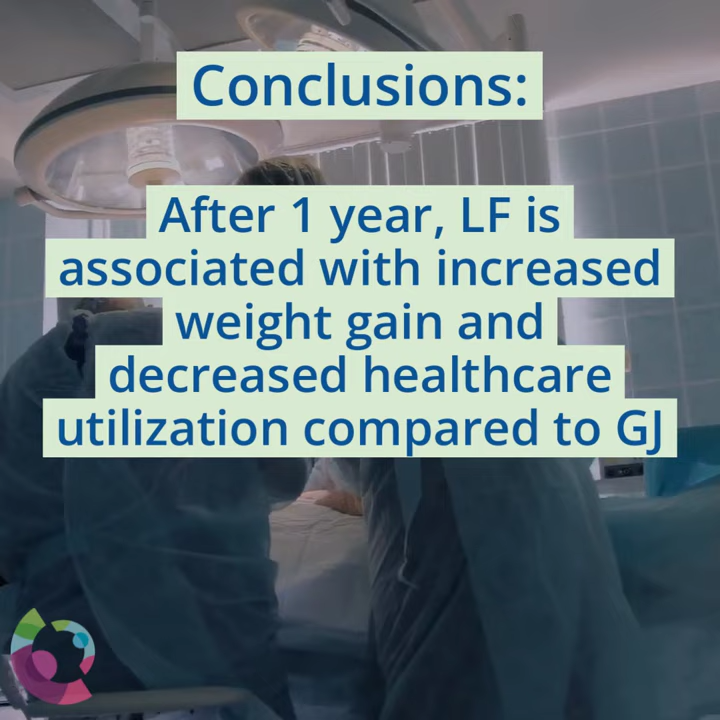 Conclusions:
After 1 year, LF is
associated with increased
weight gain and
decreased healthcare
utilization compared to GJ